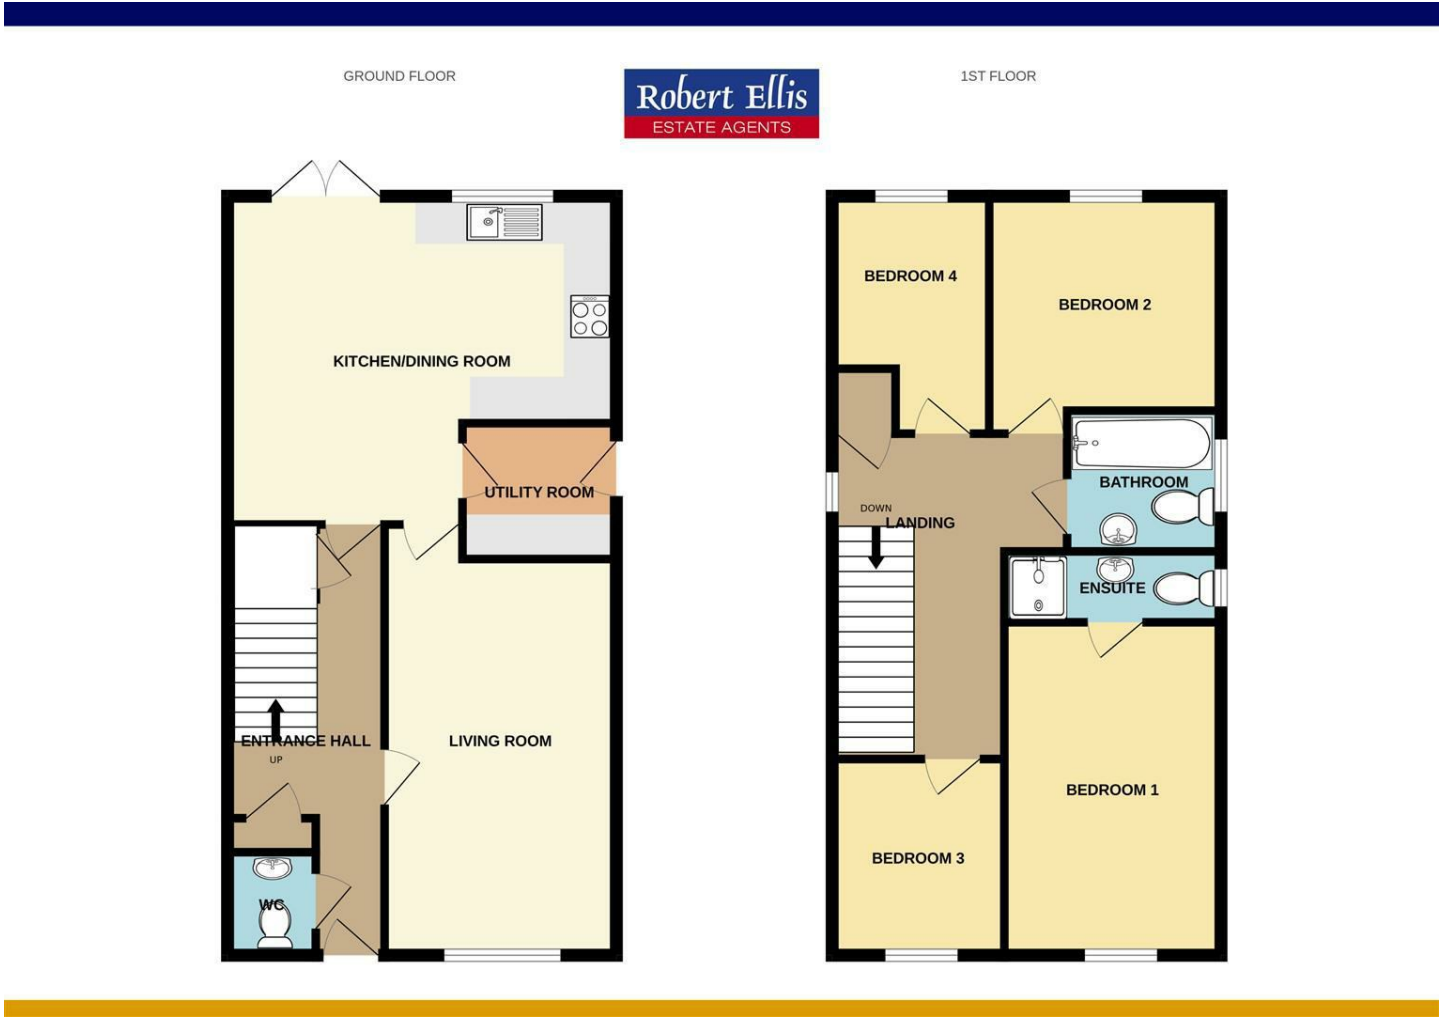 GROUND FLOOR
1ST FLOOR
Robert Ellis
ESTATE AGENTS
KITCHEN/DINING ROOM
UTILITY ROOM
ENTRANCE HALL
UP
LIVING ROOM
WC
BEDROOM 4
BEDROOM 2
BATHROOM
DOWN
LANDING
ENSUITE
BEDROOM 1
BEDROOM 3